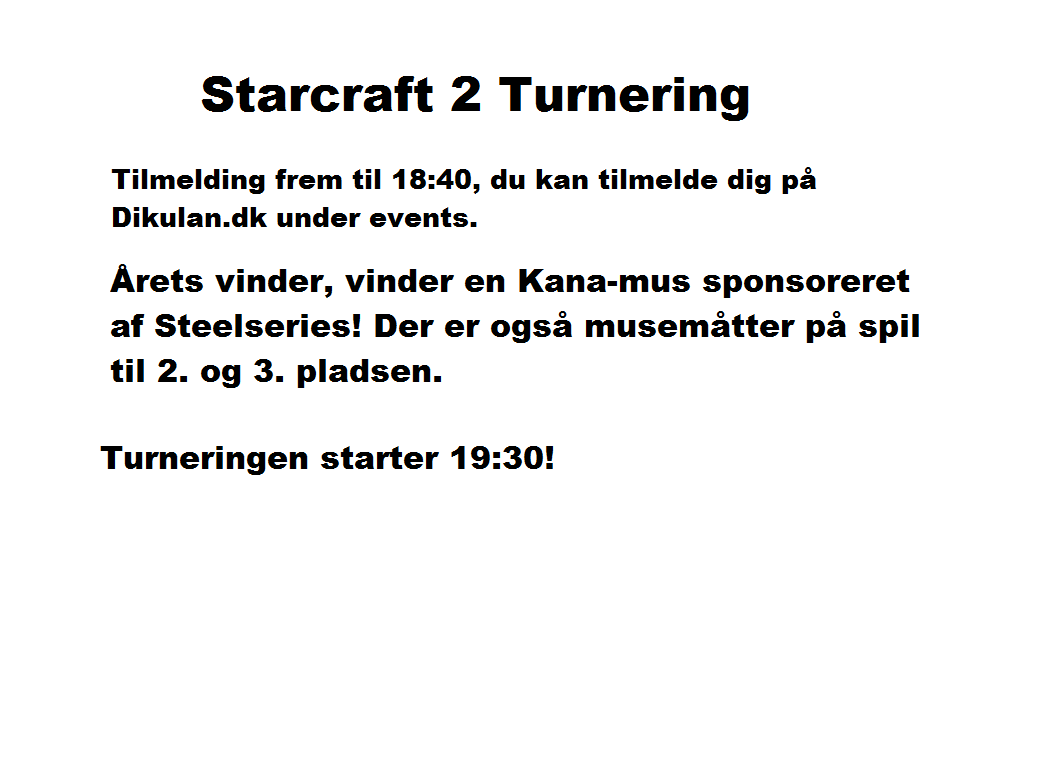 Starcraft 2 Turnering
Tilmelding frem til 18:40, du kan tilmelde dig på
Dikulan.dk under events.
Årets vinder, vinder en Kana-mus sponsoreret
af Steelseries! Der er også musemåtter på spil
til 2. og 3. pladsen.
Turneringen starter 19:30!